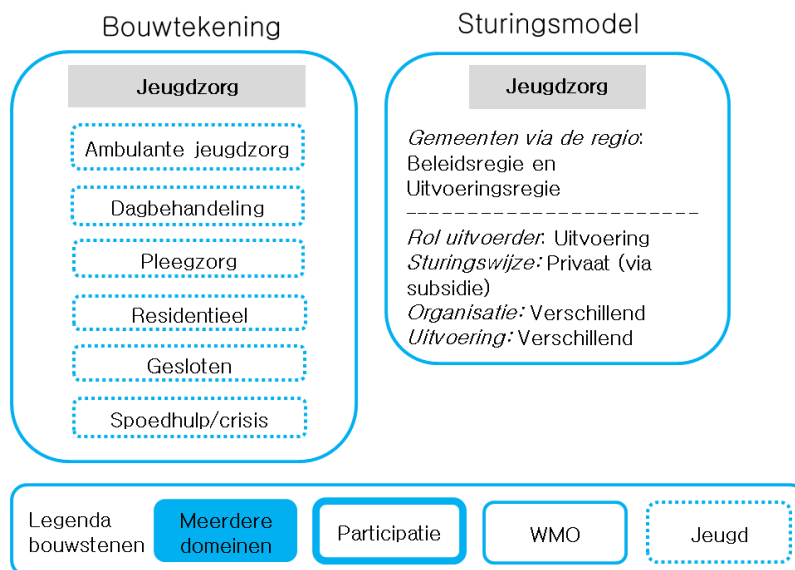 Bouwtekening
Jeugdzorg
Ambulante jeugdzorg
Dagbehandeling
Pleegzorg
Residentieel
Gesloten
Spoedhulp/crisis
Sturingsmodel
Jeugdzorg
Gemeenten via de regio:
Beleidsregie en
Uitvoeringsregie
Rol uitvoerder: Uitvoering
Sturingswijze: Privaat (via
subsidie)
Organisatie: Verschillend
Uitvoering: Verschillend
Legenda
bouwstenen
Meerdere
domeinen
Participatie
WMO
Jeugd